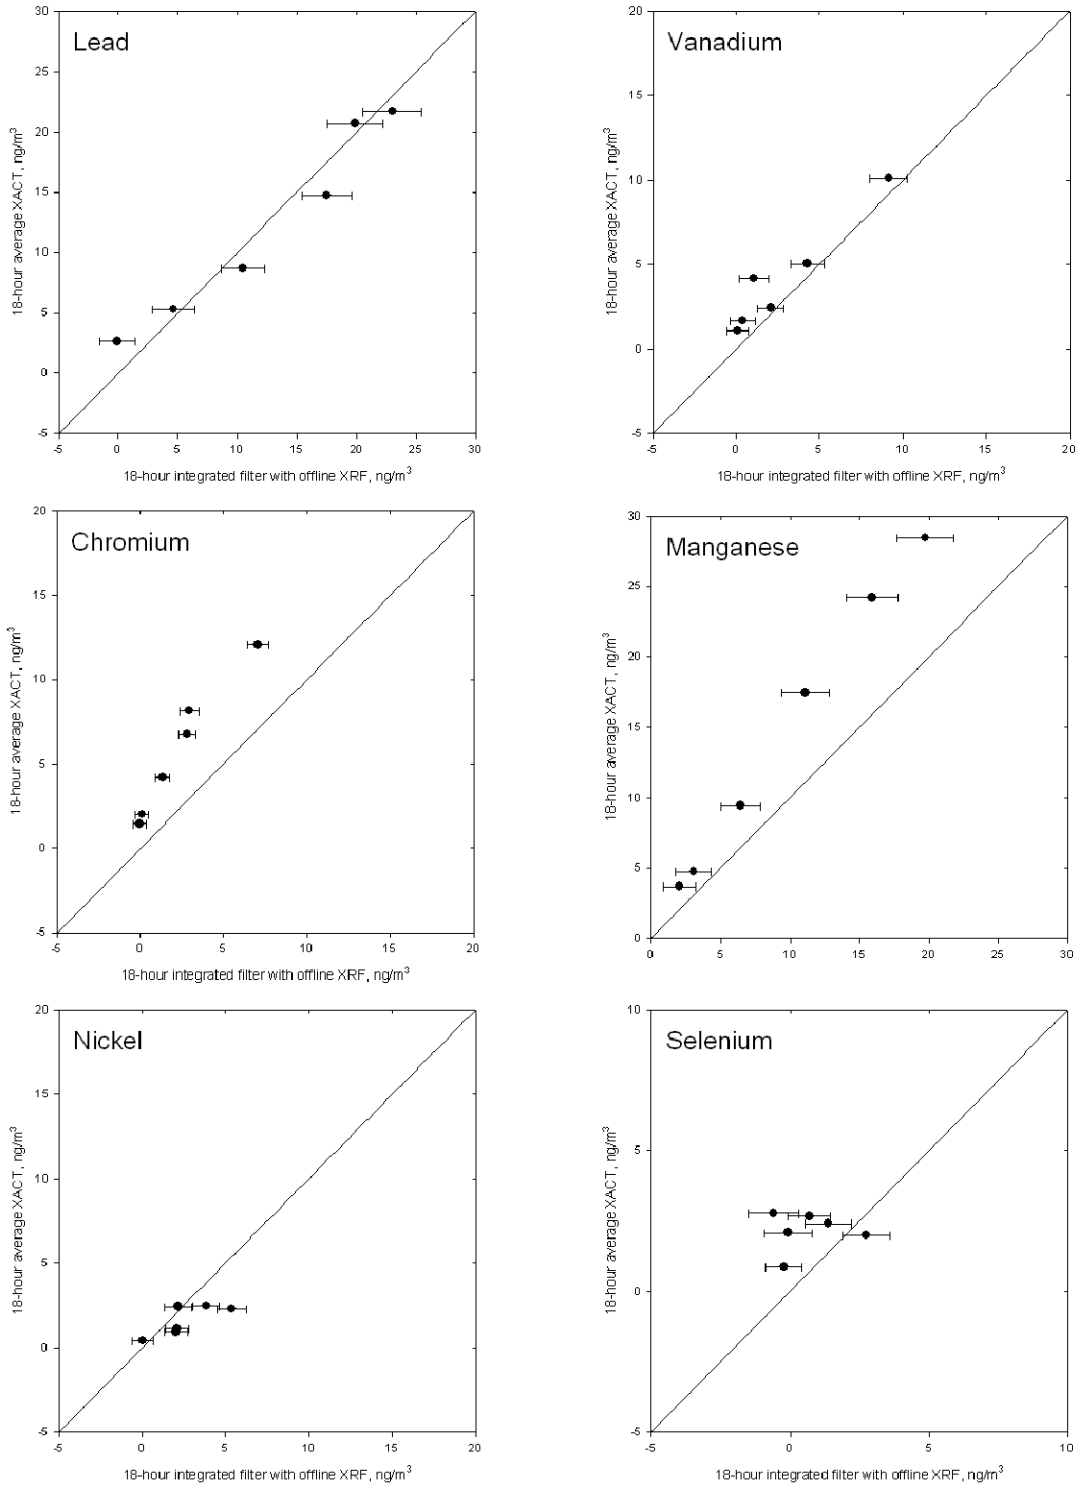 Lead
30
25
20
15
10
5
0
-5
-5 0 5 10 15 20 25 30
18-hour average XACT, ng/m³
18-hour integrated filter with offline XRF, ng/m³
Vanadium
20
15
10
5
0
-5
-5 0 5 10 15 20
18-hour average XACT, ng/m³
18-hour integrated filter with offline XRF, ng/m³
Chromium
20
15
10
5
0
-5
-5 0 5 10 15 20
18-hour average XACT, ng/m³
18-hour integrated filter with offline XRF, ng/m³
Manganese
30
25
20
15
10
5
0
0 5 10 15 20 25 30
18-hour average XACT, ng/m³
Nickel
20
15
10
5
0
-5
-5 0 5 10 15 20
18-hour average XACT, ng/m³
18-hour integrated filter with offline XRF, ng/m³
Selenium
10
5
0
-5
-5 0 5 10
18-hour average XACT, ng/m³
18-hour integrated filter with offline XRF, ng/m³